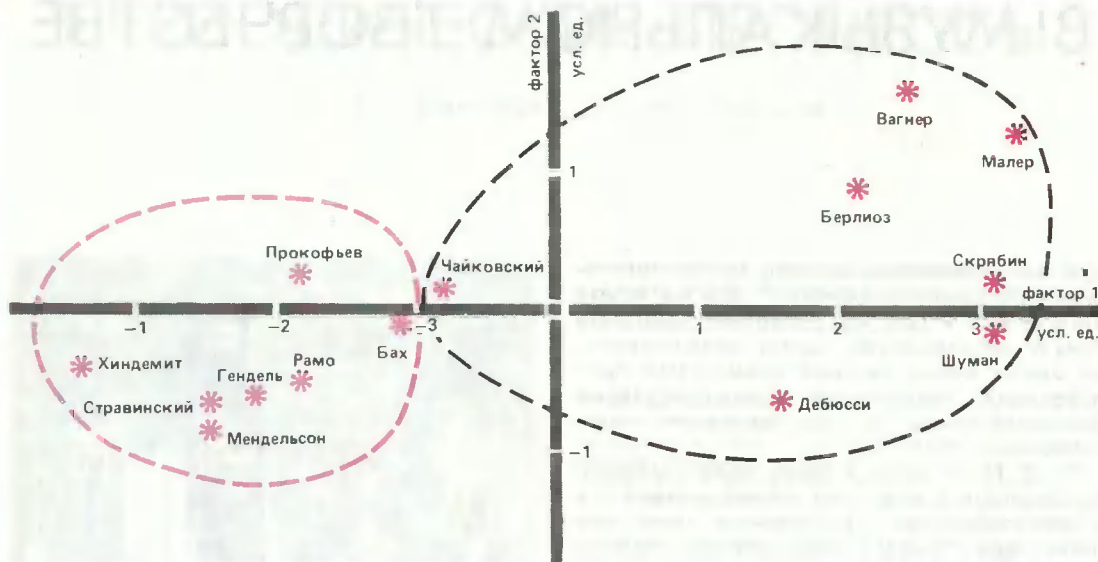 фактор 2
усл. ед.
Вагнер
1
Малер
Берлиоз
Прокофьев
Чайковский
Скрябин
фактор 1
-1
-2
-3
1
2
3
усл. ед.
Бах
Шуман
Хиндемит
Рамо
Гендель
Стравинский
Дебюсси
Мендельсон
-1